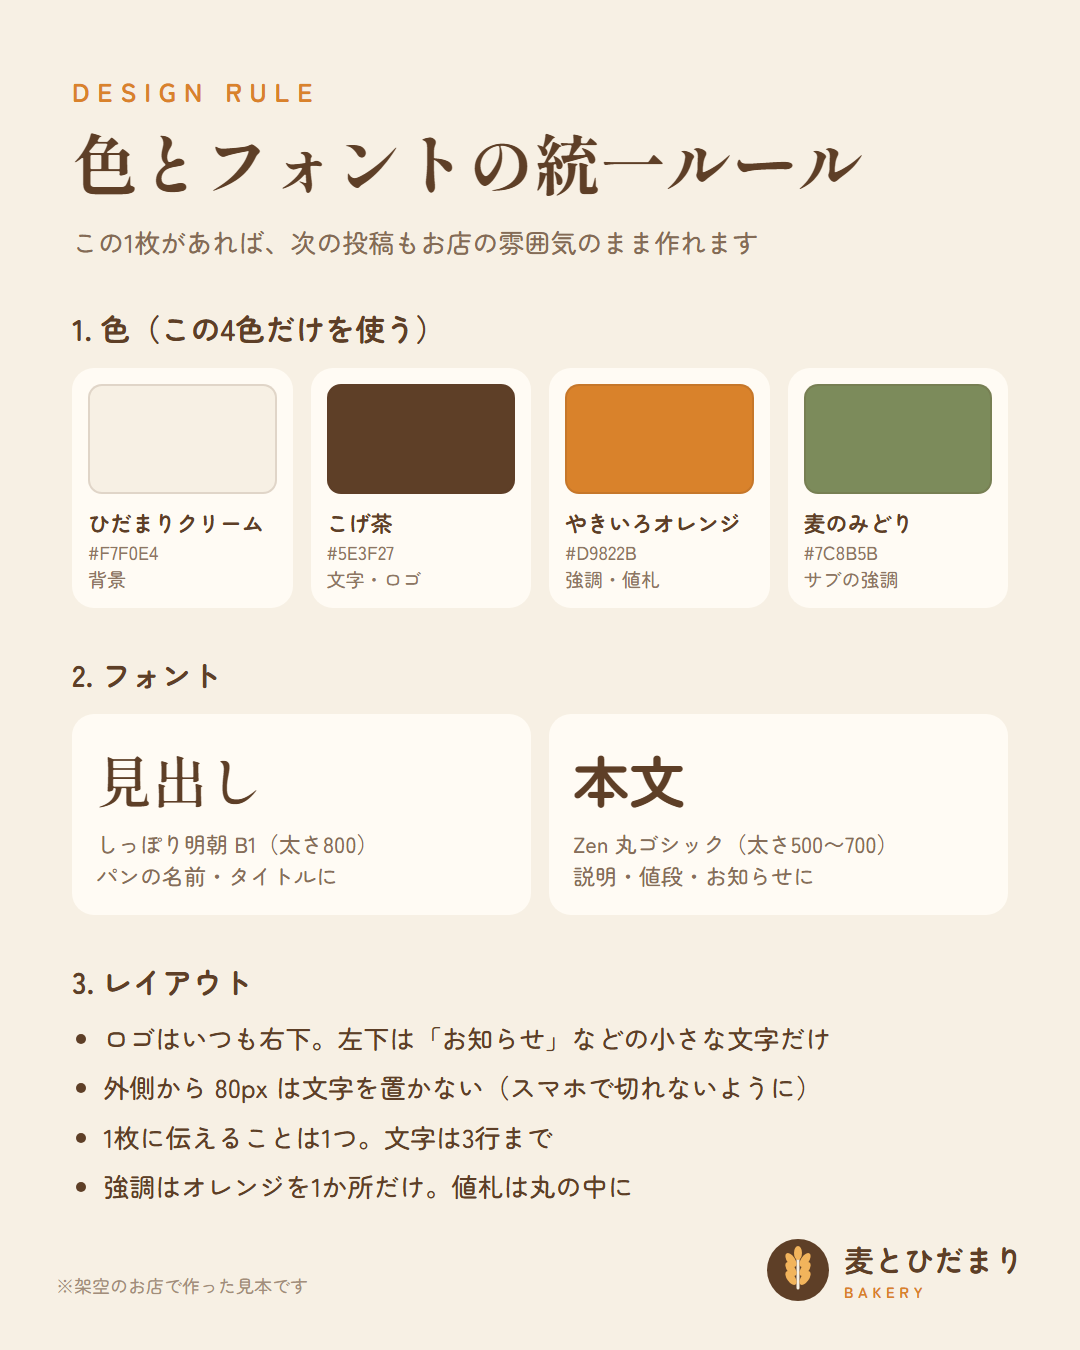 DESIGN RULE
色とフォントの統一ルール
この1枚があれば、次の投稿もお店の雰囲気のまま作れます
1. 色（この4色だけを使う）
ひだまりクリーム
#F7F0E4
背景
こげ茶
#5E3F27
文字・ロゴ
やきいろオレンジ
#D9822B
強調・値札
麦のみどり
#7C8B5B
サブの強調
2. フォント
見出し
しっぽり明朝 B1（太さ800）
パンの名前・タイトルに
本文
Zen 丸ゴシック（太さ500〜700）
説明・値段・お知らせに
3. レイアウト
• ロゴはいつも右下。左下は「お知らせ」などの小さな文字だけ
• 外側から 80px は文字を置かない（スマホで切れないように）
• 1枚に伝えることは1つ。文字は3行まで
• 強調はオレンジを1か所だけ。値札は丸の中に
※架空のお店で作った見本です
麦とひだまり
BAKERY